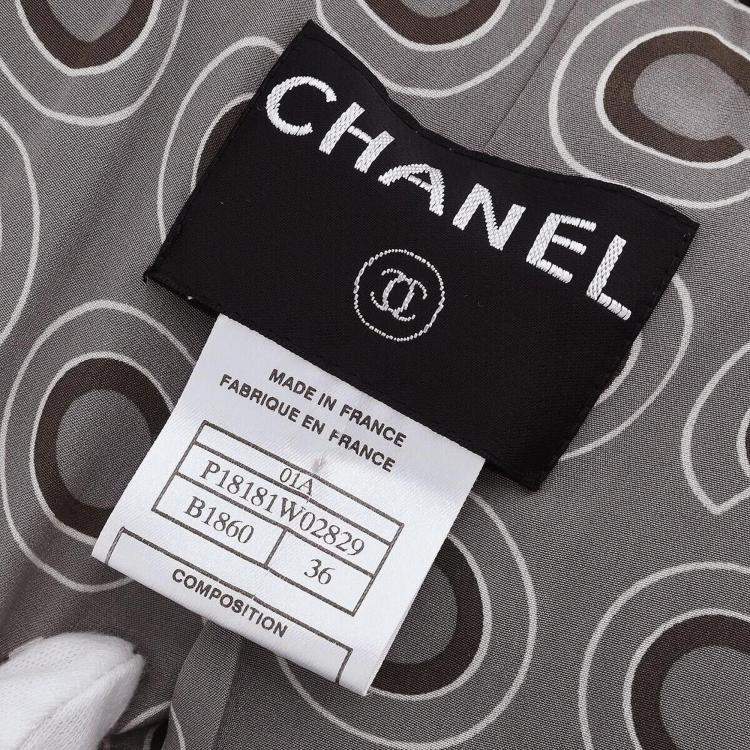 CHANEL
MADE IN FRANCE
FABRIQUE EN FRANCE
01A
P18181W02829
B1860 36
COMPOSITION